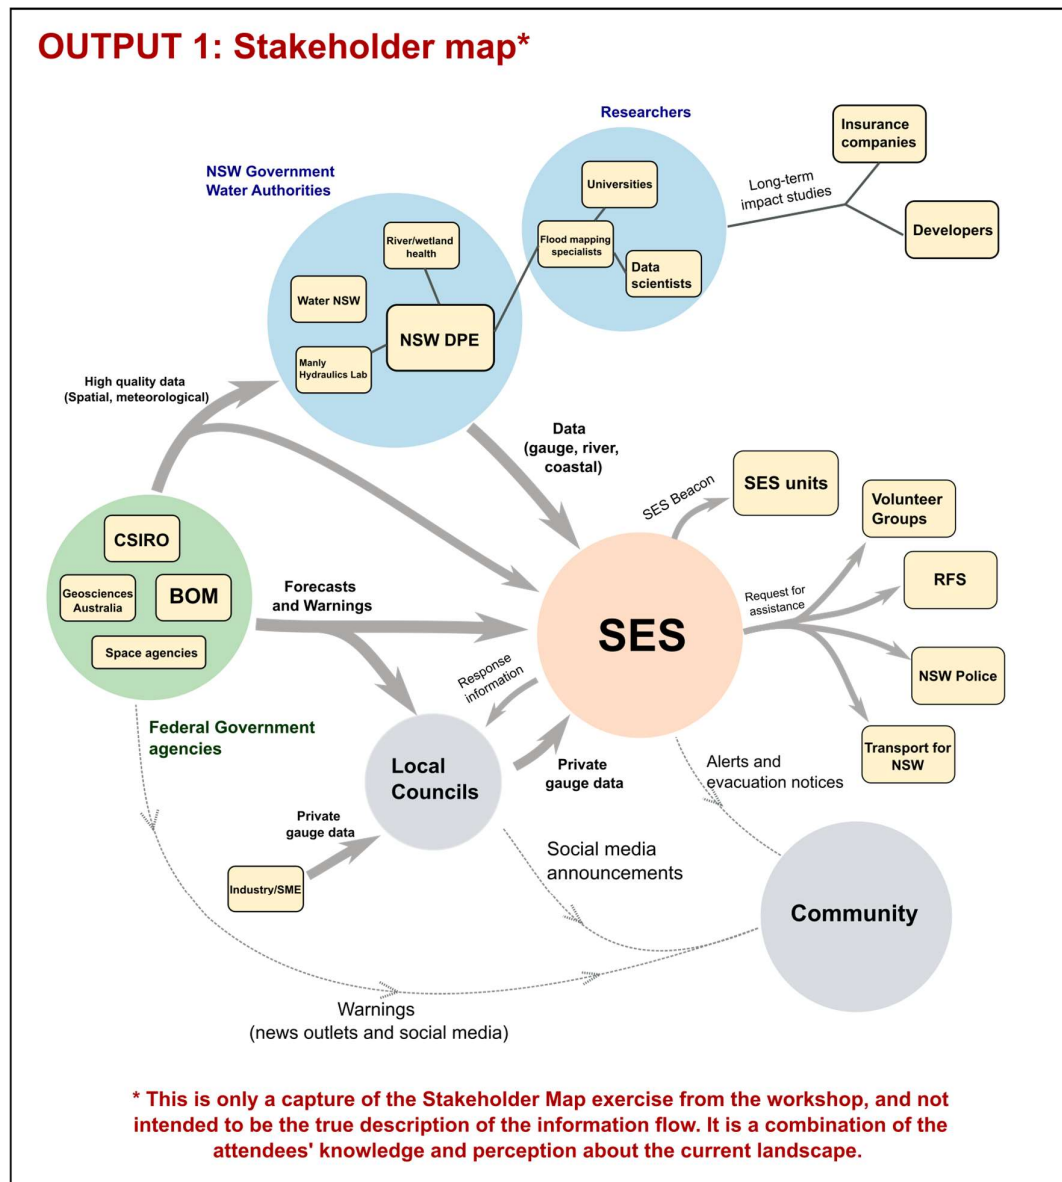 OUTPUT 1: Stakeholder map*
Researchers
Insurance
companies
NSW Government
Water Authorities
Universities
Long-term
impact studies
River/wetland
health
Flood mapping
specialists
Developers
Data
scientists
Water NSW
NSW DPE
Manly
Hydraulics Lab
High quality data
(Spatial, meteorological)
Data
(gauge, river,
coastal)
SES Beacon
SES units
Volunteer
Groups
CSIRO
Geosciences
Australia
BOM
Space agencies
Forecasts
and Warnings
SES
Request for
assistance
RFS
NSW Police
Transport for
NSW
Response
information
Federal Government
agencies
Local
Councils
Private
gauge data
Alerts and
evacuation notices
Private
gauge data
Industry/SME
Social media
announcements
Community
Warnings
(news outlets and social media)
* This is only a capture of the Stakeholder Map exercise from the workshop, and not
intended to be the true description of the information flow. It is a combination of the
attendees' knowledge and perception about the current landscape.